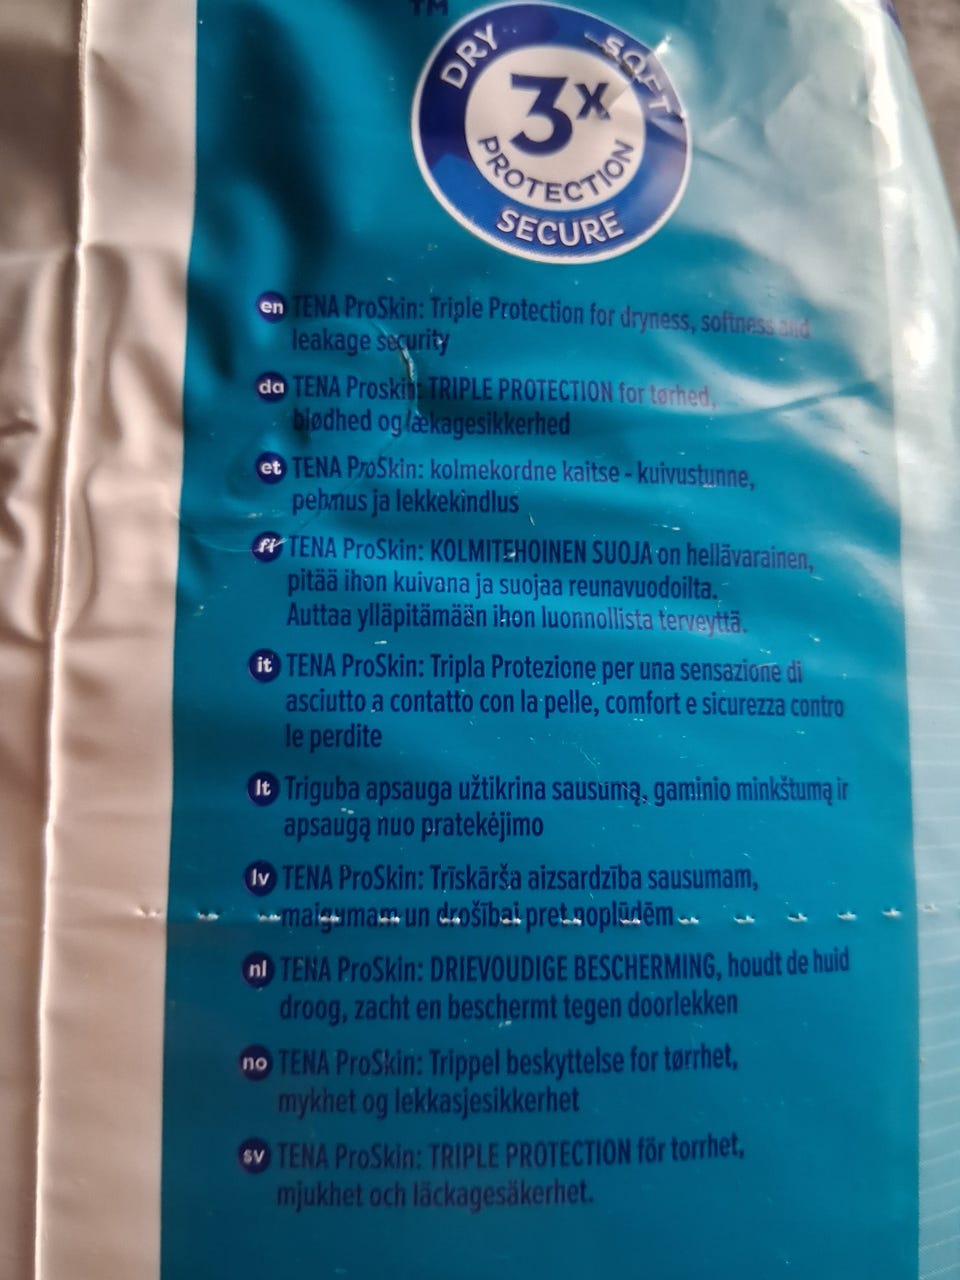 TM
DRY SOFT
3x
PROTECTION
SECURE
en TENA ProSkin: Triple Protection for dryness, softness and
leakage security
da TENA Proskin: TRIPLE PROTECTION for tørhed,
blødhed og lækagesikkerhed
et TENA ProSkin: kolmekordne kaitse - kuivustunne,
pehmus ja lekkekindlus
fi TENA ProSkin: KOLMITEHOINEN SUOJA on hellävarainen,
pitää ihon kuivana ja suojaa reunavuodoilta.
Auttaa ylläpitämään ihon luonnollista terveyttä.
it TENA ProSkin: Tripla Protezione per una sensazione di
asciutto a contatto con la pelle, comfort e sicurezza contro
le perdite
lt Triguba apsauga užtikrina sausumą, gaminio minkštumą ir
apsaugą nuo pratekėjimo
lv TENA ProSkin: Trīskārša aizsardzība sausumam,
maigumam un drošībai pret noplūdēm
nl TENA ProSkin: DRIEVOUDIGE BESCHERMING, houdt de huid
droog, zacht en beschermt tegen doorlekken
no TENA ProSkin: Trippel beskyttelse for tørrhet,
mykhet og lekkasjesikkerhet
sv TENA ProSkin: TRIPLE PROTECTION för torrhet,
mjukhet och läckagesäkerhet.